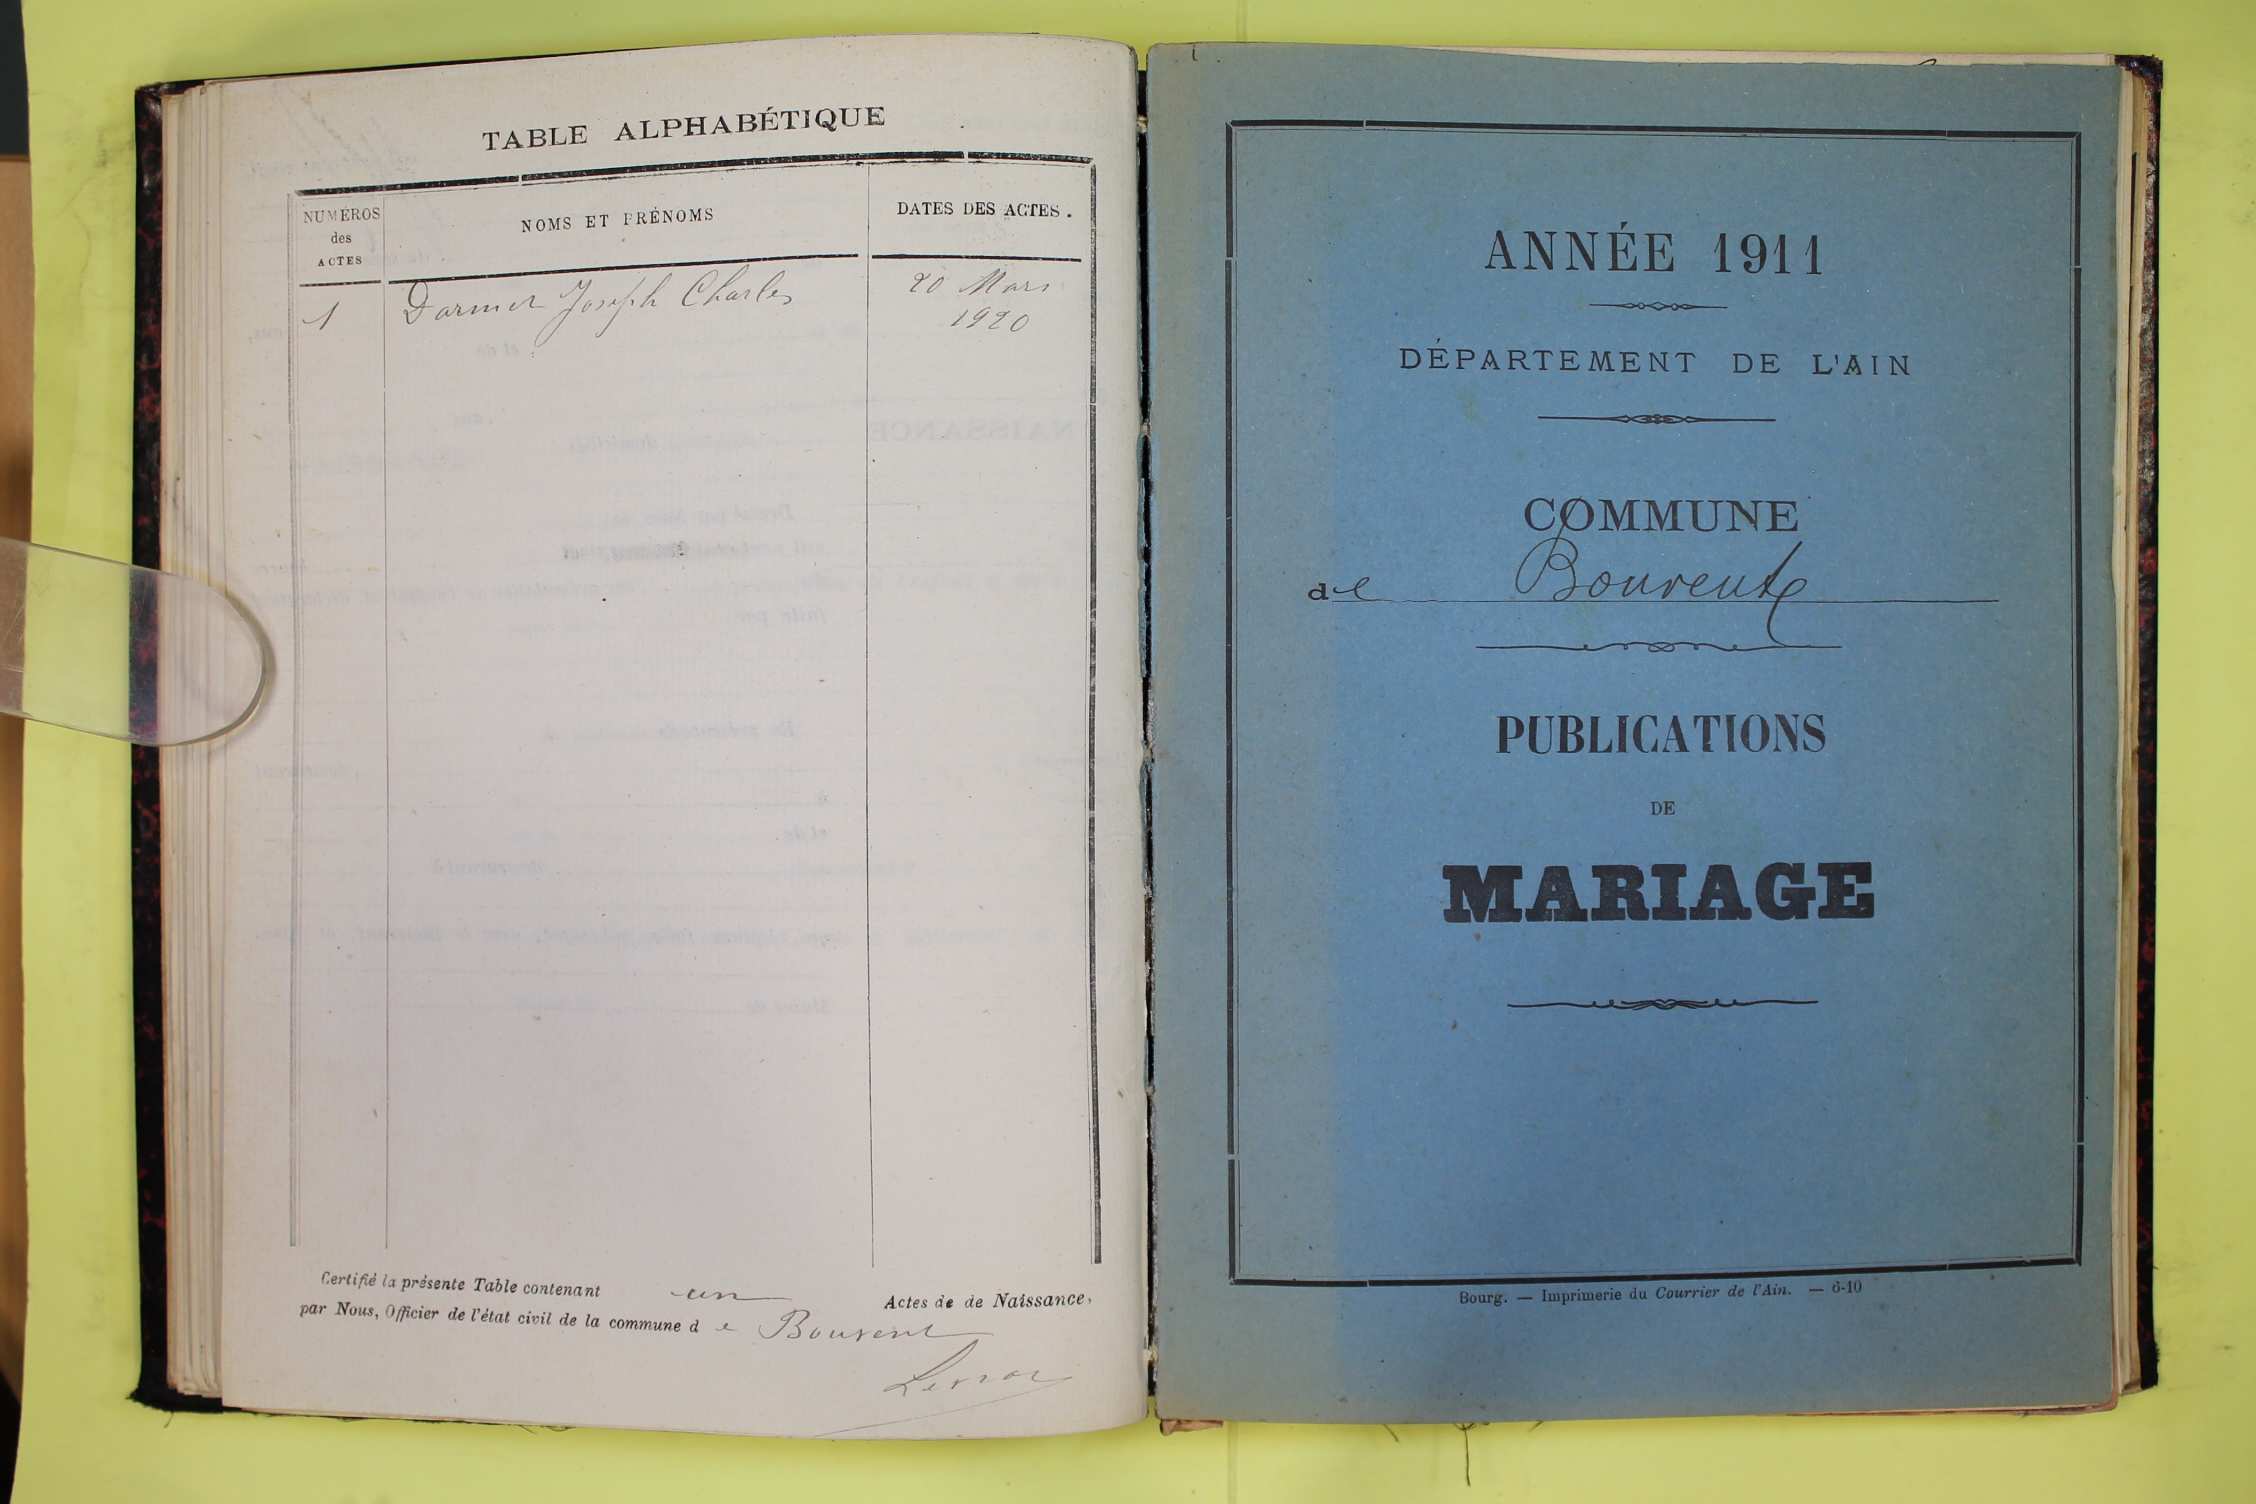 TABLE ALPHABÉTIQUE
NUMÉROS
des
ACTES
NOMS ET PRÉNOMS
DATES DES ACTES.
1
Darmet Joseph Charles
20 Mars
1920
Certifié la présente Table contenant un Actes de de Naissance,
par Nous, Officier de l'état civil de la commune de Bouvent
ANNÉE 1911
DÉPARTEMENT DE L'AIN
COMMUNE
de Bouvent
PUBLICATIONS
DE
MARIAGE
Bourg. — Imprimerie du Courrier de l'Ain. — 6-10